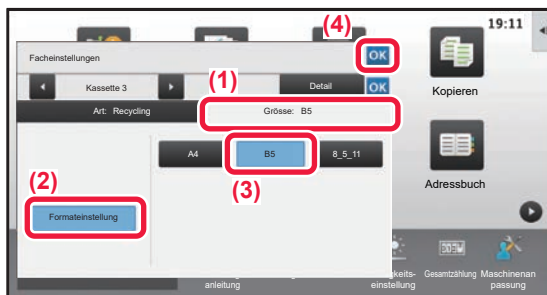 19:11
(4)
Facheinstellungen
OK
Kassette 3
(1)
Detail
OK
Kopieren
Art: Recycling
Grösse: B5
A4
B5
8_5_11
(2)
(3)
Adressbuch
Formateinstellung
anleitung
keits-
einstellung
Gesamtzählung
Maschinenan
passung